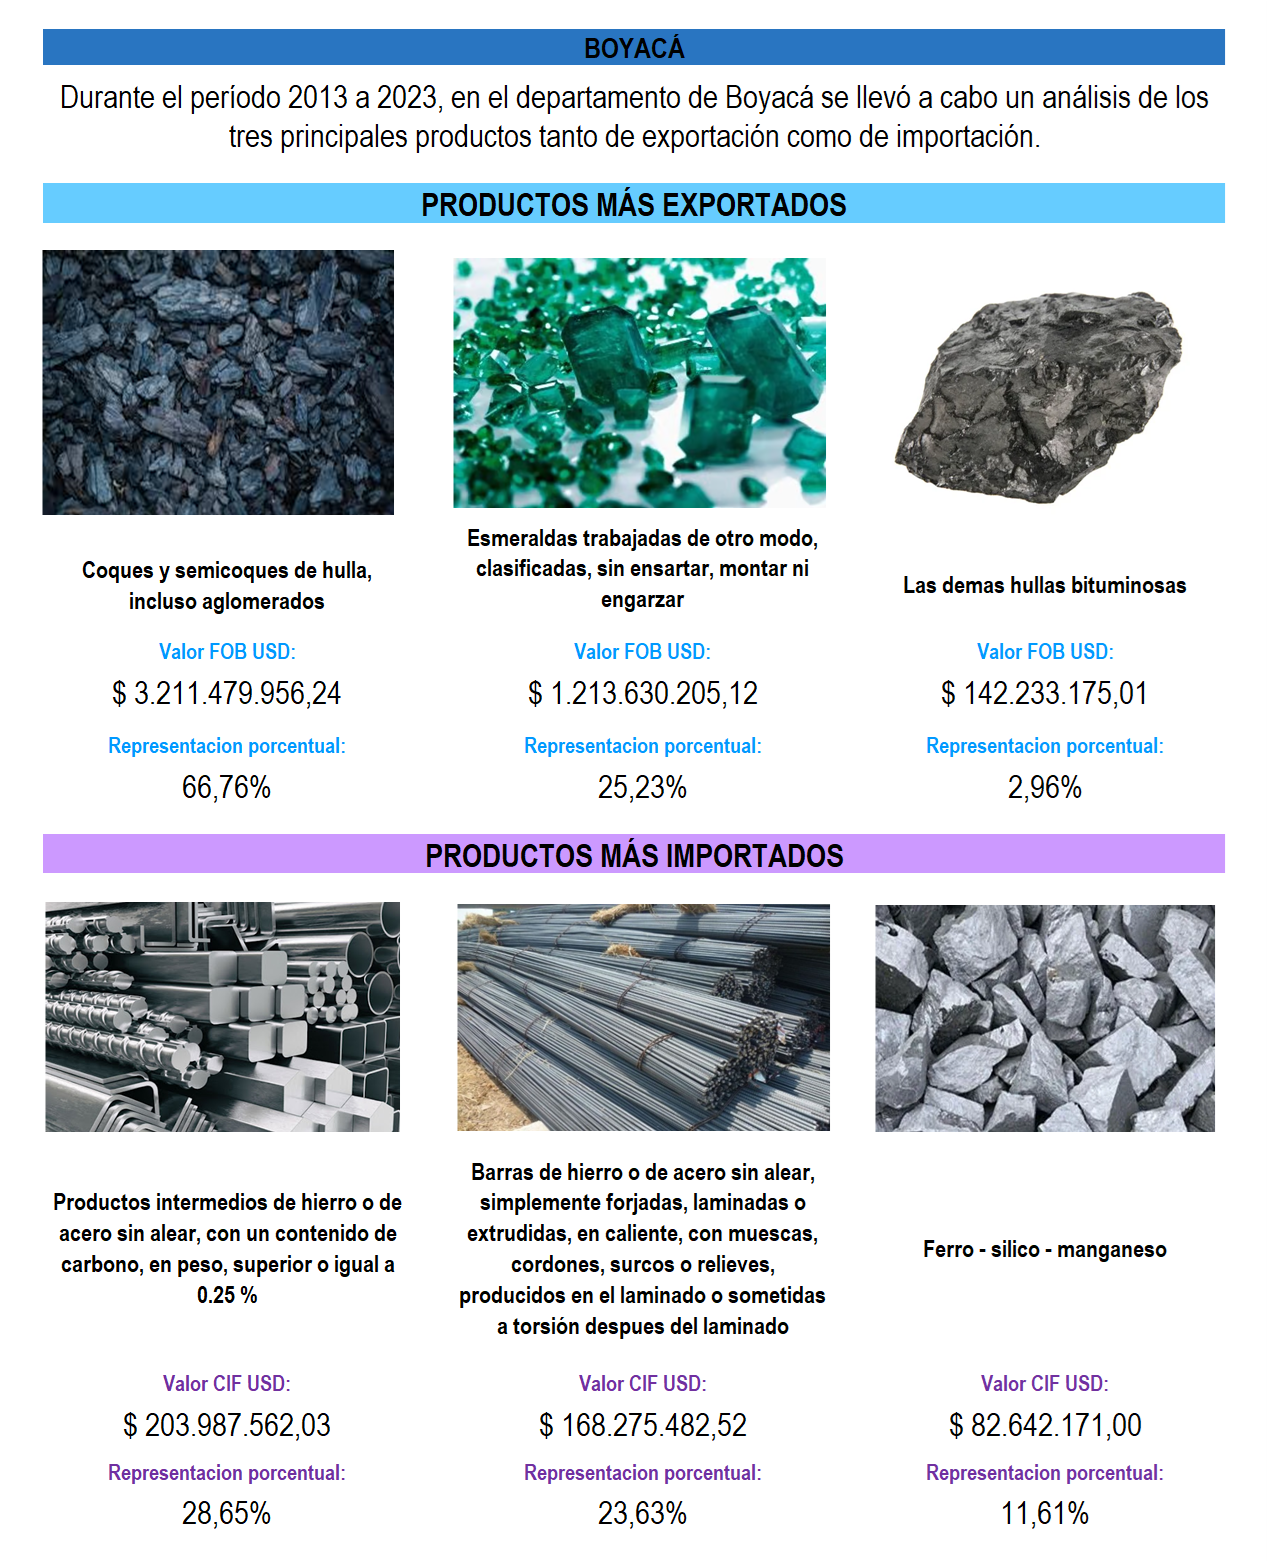 BOYACÁ
Durante el período 2013 a 2023, en el departamento de Boyacá se llevó a cabo un análisis de los
tres principales productos tanto de exportación como de importación.
PRODUCTOS MÁS EXPORTADOS
Coques y semicoques de hulla,
incluso aglomerados
Valor FOB USD:
$ 3.211.479.956,24
Representacion porcentual:
66,76%
Esmeraldas trabajadas de otro modo,
clasificadas, sin ensartar, montar ni
engarzar
Valor FOB USD:
$ 1.213.630.205,12
Representacion porcentual:
25,23%
Las demas hullas bituminosas
Valor FOB USD:
$ 142.233.175,01
Representacion porcentual:
2,96%
PRODUCTOS MÁS IMPORTADOS
Productos intermedios de hierro o de
acero sin alear, con un contenido de
carbono, en peso, superior o igual a
0.25 %
Valor CIF USD:
$ 203.987.562,03
Representacion porcentual:
28,65%
Barras de hierro o de acero sin alear,
simplemente forjadas, laminadas o
extrudidas, en caliente, con muescas,
cordones, surcos o relieves,
producidos en el laminado o sometidas
a torsión despues del laminado
Valor CIF USD:
$ 168.275.482,52
Representacion porcentual:
23,63%
Ferro - silico - manganeso
Valor CIF USD:
$ 82.642.171,00
Representacion porcentual:
11,61%